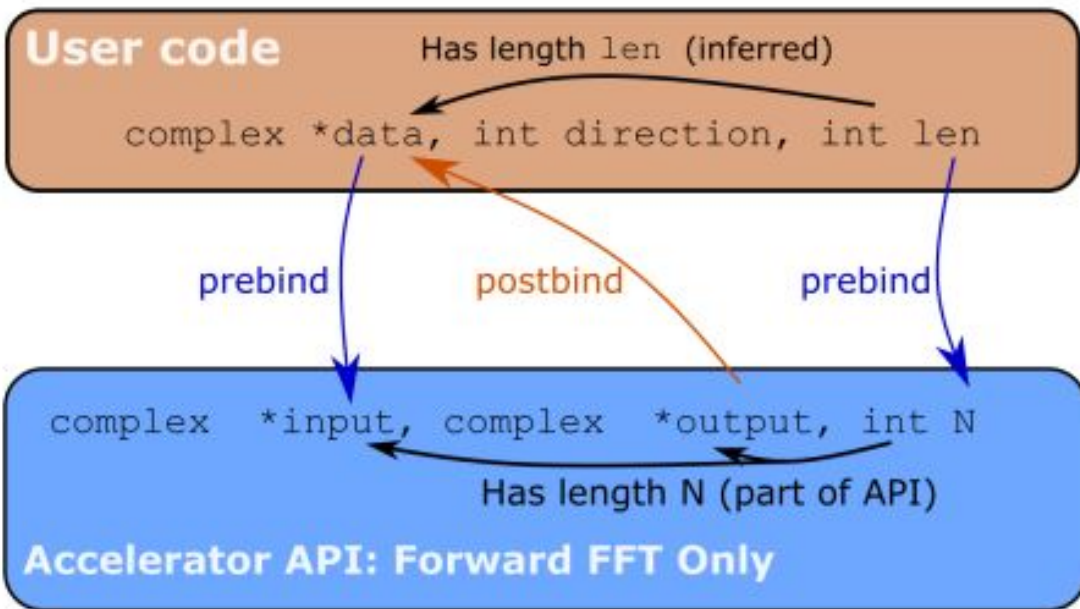 User code
Has length len (inferred)
complex *data, int direction, int len
prebind
postbind
prebind
complex  *input, complex  *output, int N
Has length N (part of API)
Accelerator API: Forward FFT Only